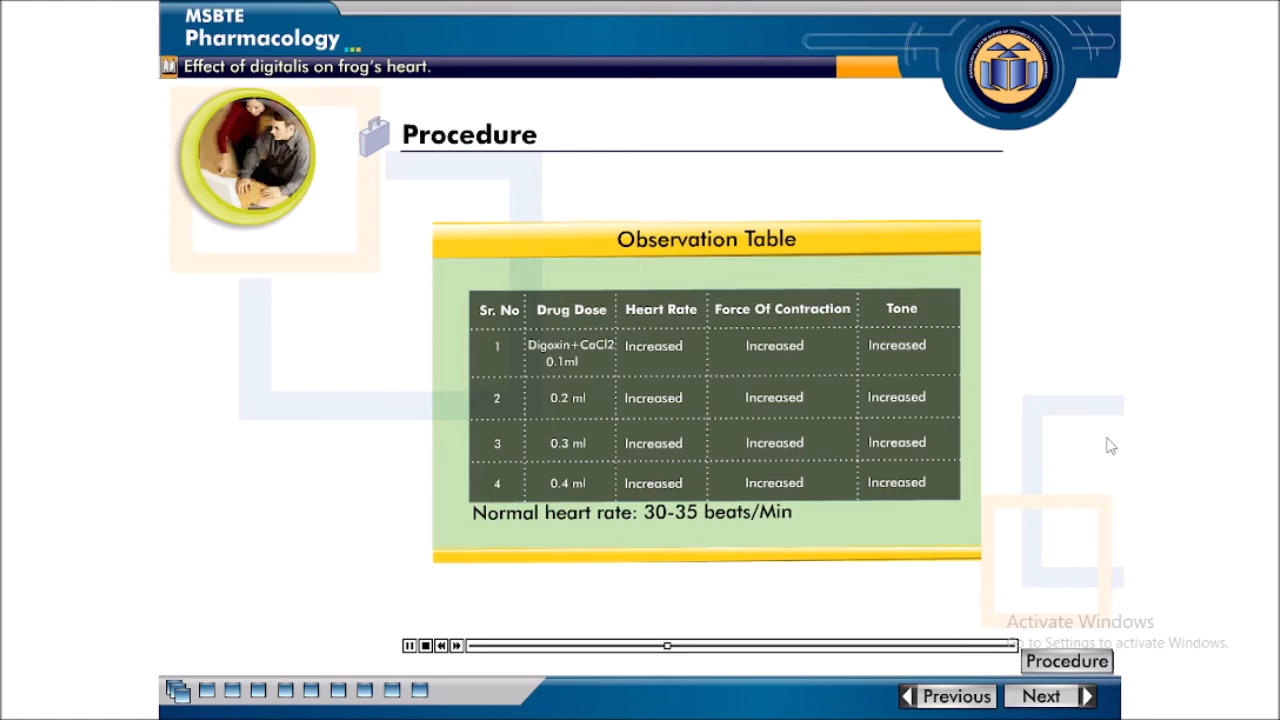 MSBTE
Pharmacology
Effect of digitalis on frog's heart.
Procedure
Observation Table
Sr. No Drug Dose Heart Rate Force Of Contraction Tone
1 Digoxin+CaCl2 0.1ml Increased Increased Increased
2 0.2 ml Increased Increased Increased
3 0.3 ml Increased Increased Increased
4 0.4 ml Increased Increased Increased
Normal heart rate: 30-35 beats/Min
Activate Windows
Go to Settings to activate Windows.
Procedure
Previous Next